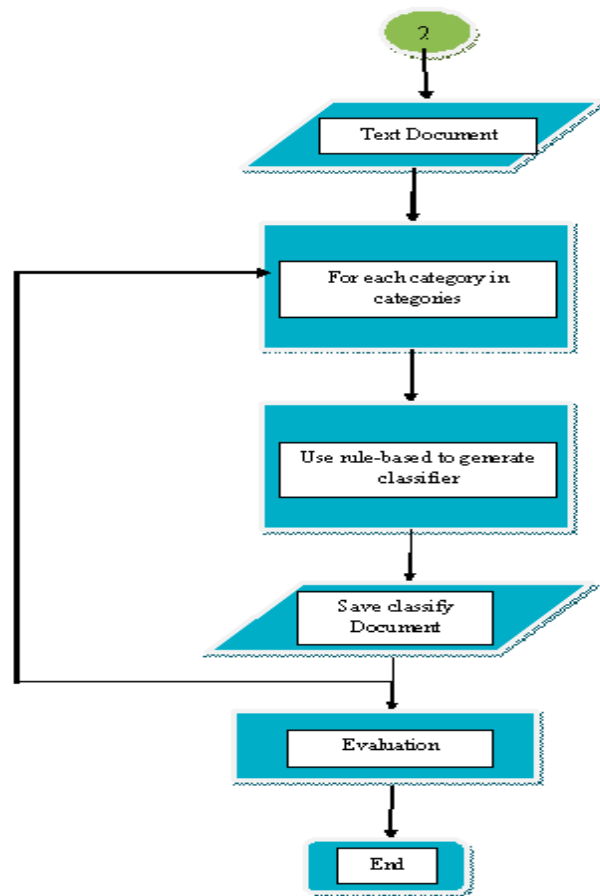 2
Text Document
For each category in
categories
Use rule-based to generate
classifier
Save classify
Document
Evaluation
End